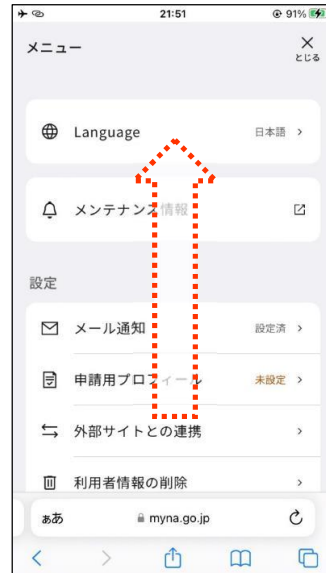 21:51
91%
メニュー
とじる
Language 日本語
メンテナンス情報
設定
メール通知 設定済
申請用プロフィール 未設定
外部サイトとの連携
利用者情報の削除
ああ myna.go.jp